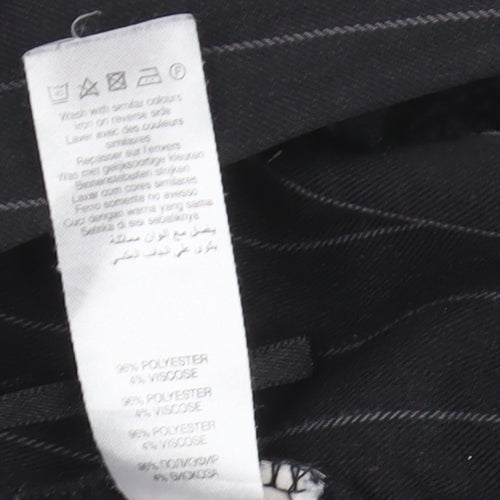 Wash with similar colours
Iron on reverse side
Laver avec des couleurs
similaires
Repasser sur l'envers
Was met gelijksoortige kleuren
Binnenstebuiten strijken
Lavar com cores similares
Ferro somente no avesso
Cuci dengan warna yang sama
Seterika di sisi sebaliknya
يغسل مع ألوان مماثلة
يكوى على الجانب العكسي
96% POLYESTER
4% VISCOSE
96% POLYESTER
4% VISCOSE
96% POLYESTER
4% VISCOSE
96% ПОЛИЭФИР
4% ВИСКОЗА